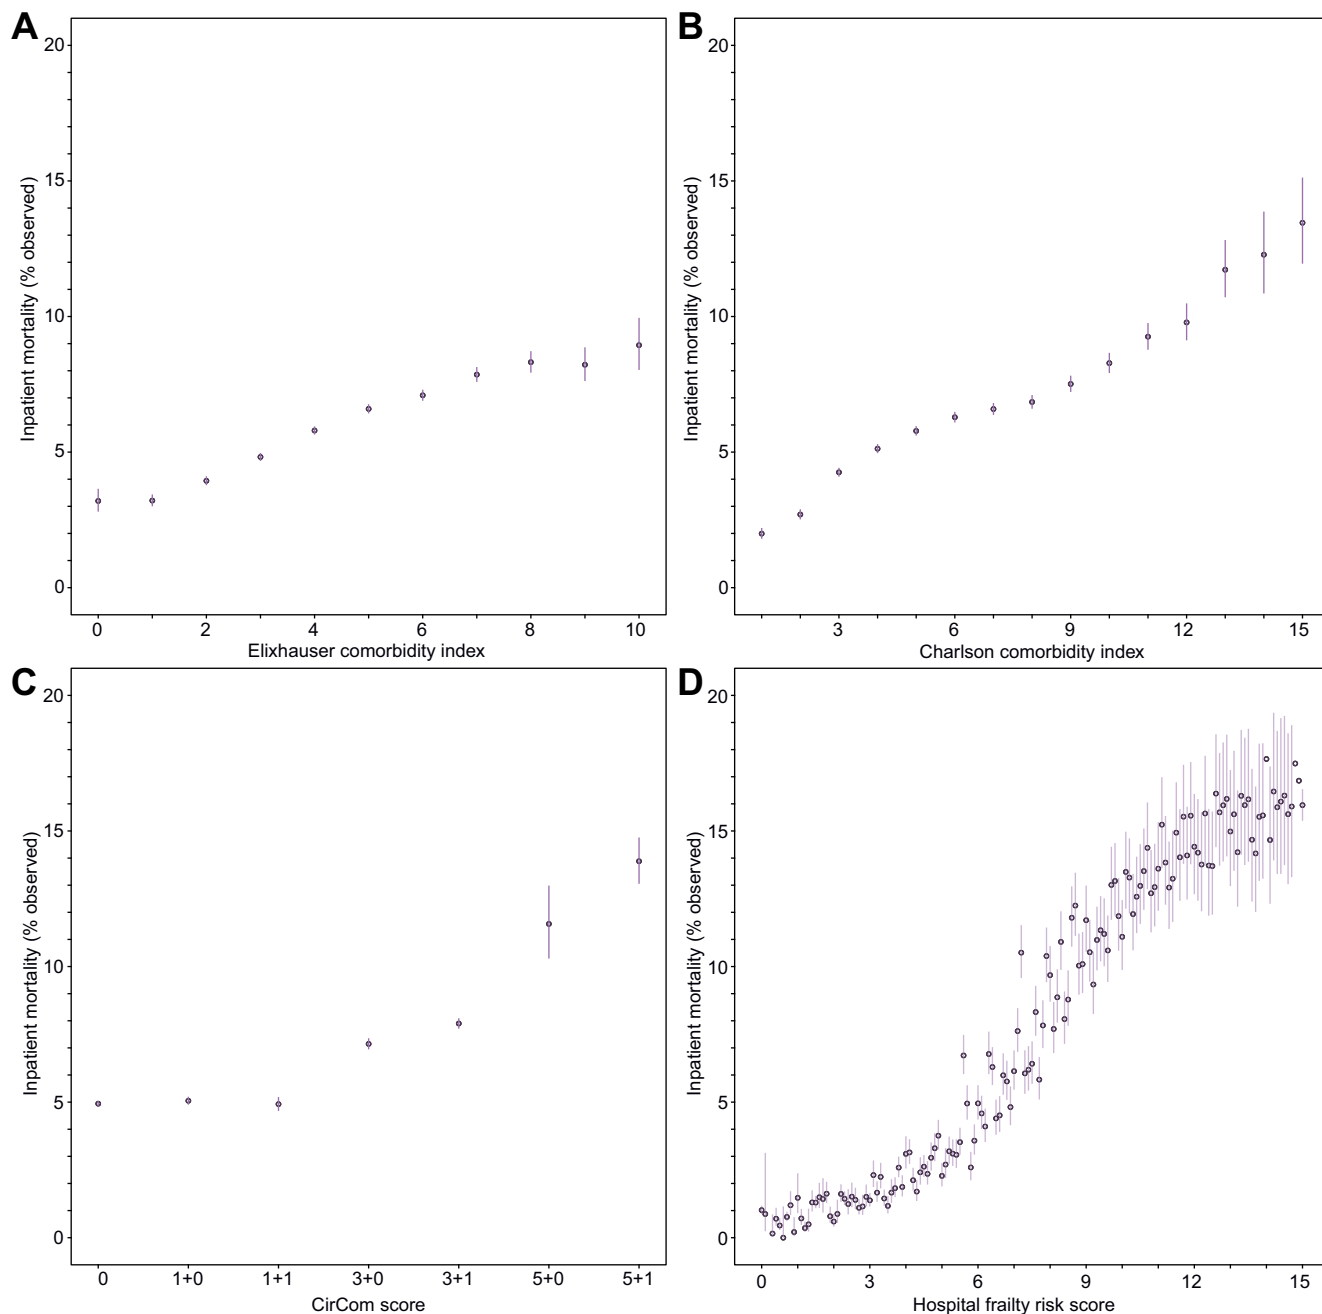 A
20
15
10
5
0
Inpatient mortality (% observed)
0 2 4 6 8 10
Elixhauser comorbidity index
B
20
15
10
5
0
Inpatient mortality (% observed)
3 6 9 12 15
Charlson comorbidity index
C
20
15
10
5
0
Inpatient mortality (% observed)
0 1+0 1+1 3+0 3+1 5+0 5+1
CirCom score
D
20
15
10
5
0
Inpatient mortality (% observed)
0 3 6 9 12 15
Hospital frailty risk score